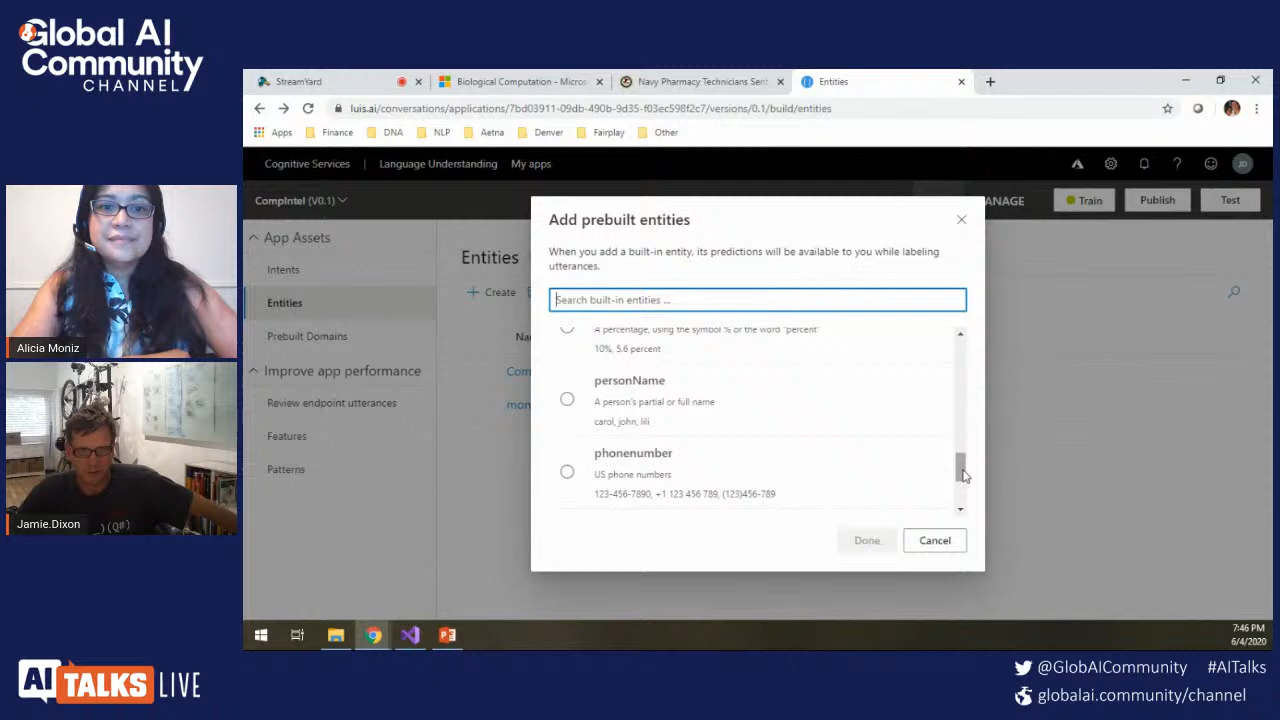 Global AI
Community
CHANNEL
StreamYard
Biological Computation - Micros
Navy Pharmacy Technicians Sent
Entities
luis.ai/conversations/applications/7bd03911-09db-490b-9d35-f03ec598f2c7/versions/0.1/build/entities
Apps
Finance
DNA
NLP
Aetna
Denver
Fairplay
Other
Cognitive Services
Language Understanding
My apps
JD
CompIntel (V0.1)
ANAGE
Train
Publish
Test
App Assets
Intents
Entities
Prebuilt Domains
Improve app performance
Review endpoint utterances
Features
Patterns
Entities
Create
Na
Com
mon
Add prebuilt entities
When you add a built-in entity, its predictions will be available to you while labeling
utterances.
Search built-in entities ...
A percentage, using the symbol % or the word "percent"
10%, 5.6 percent
personName
A person's partial or full name
carol, john, lili
phonenumber
US phone numbers
123-456-7890, +1 123 456 789, (123)456-789
Done
Cancel
Alicia Moniz
)(Q#)
Jamie.Dixon
7:46 PM
6/4/2020
AI TALKS LIVE
@GlobAICommunity #AITalks
globalai.community/channel